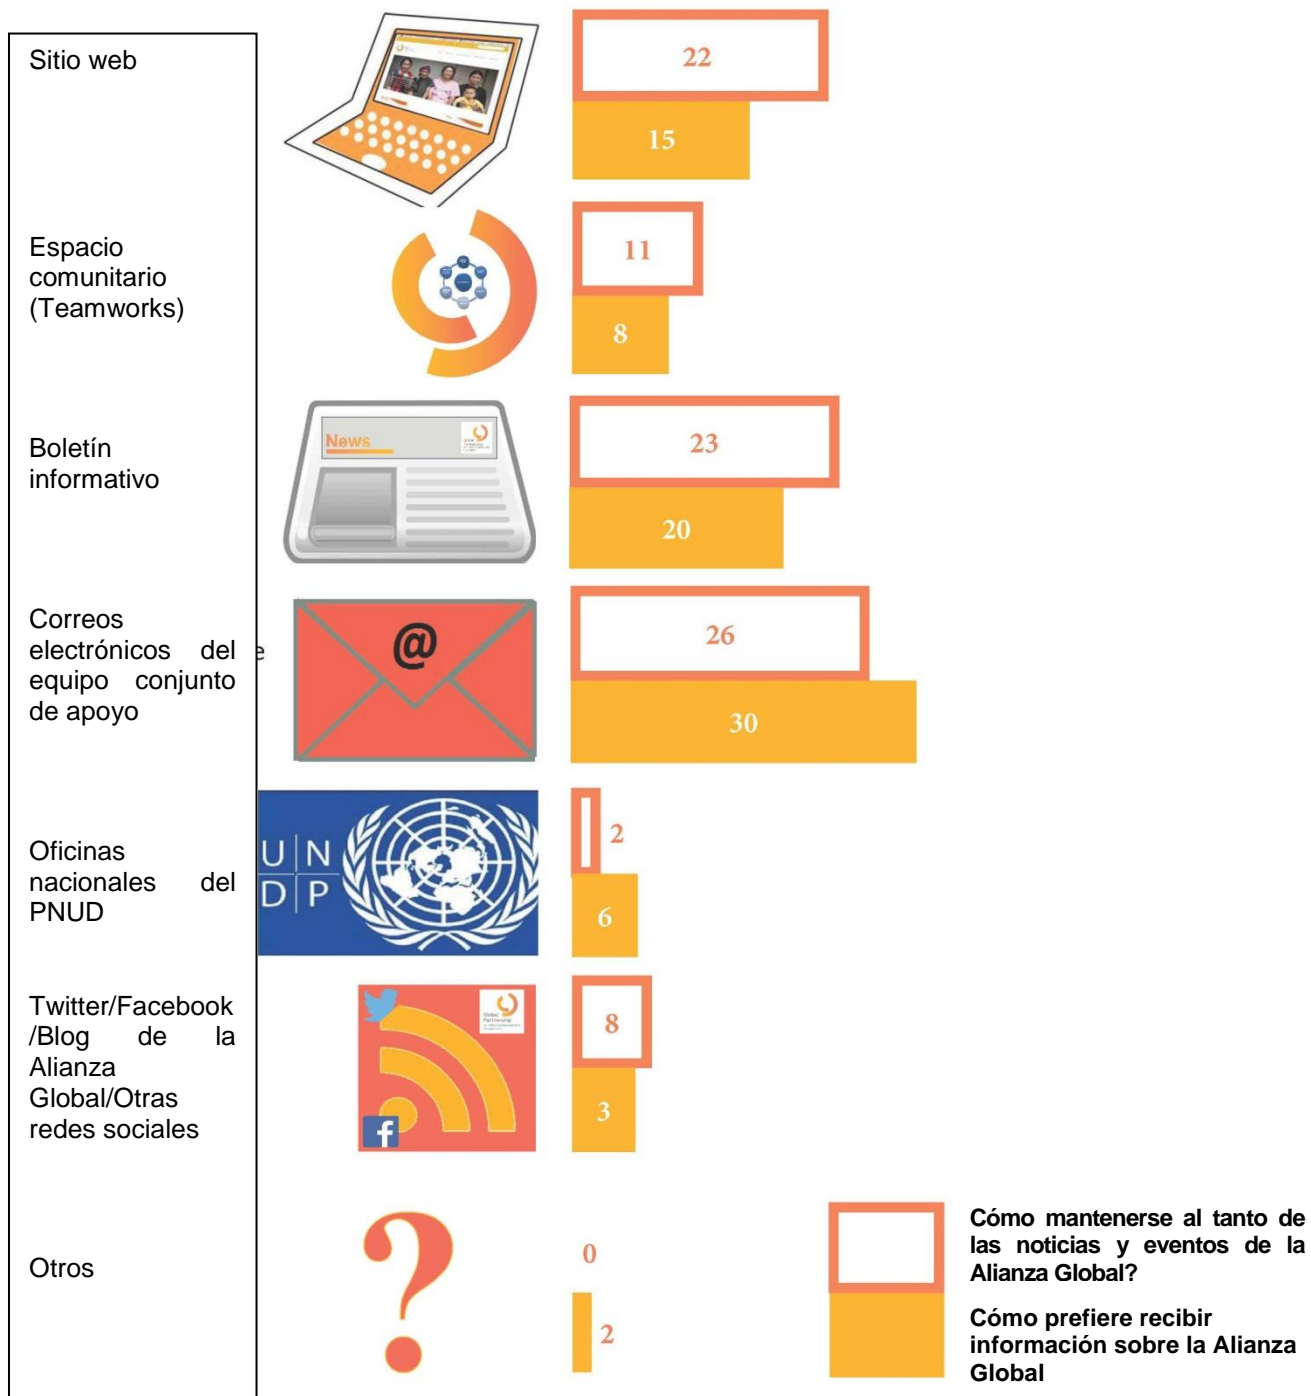 Sitio web
22
15
Espacio
comunitario
(Teamworks)
11
8
Boletín
informativo
News
23
20
Correos
electrónicos del
equipo conjunto
de apoyo
e
@
26
30
Oficinas
nacionales del
PNUD
U N
D P
2
6
Twitter/Facebook
/Blog de la
Alianza
Global/Otras
redes sociales
Global
Partnership
f
8
3
Otros
?
0
2
Cómo mantenerse al tanto de
las noticias y eventos de la
Alianza Global?
Cómo prefiere recibir
información sobre la Alianza
Global